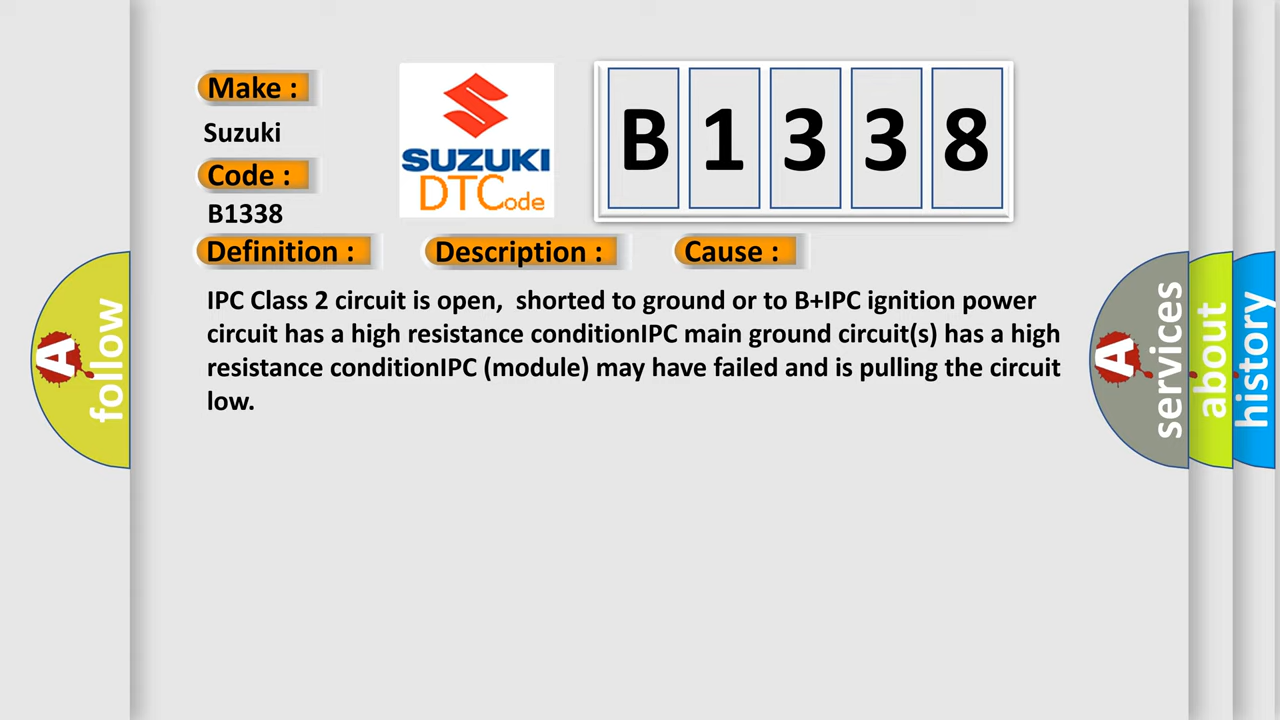 Make :
Suzuki
Code :
B1338
SUZUKI
DTCode
B 1 3 3 8
Definition :
Description :
Cause :
IPC Class 2 circuit is open,  shorted to ground or to B+IPC ignition power
circuit has a high resistance conditionIPC main ground circuit(s) has a high
resistance conditionIPC (module) may have failed and is pulling the circuit
low.
A follow
A services
about
history